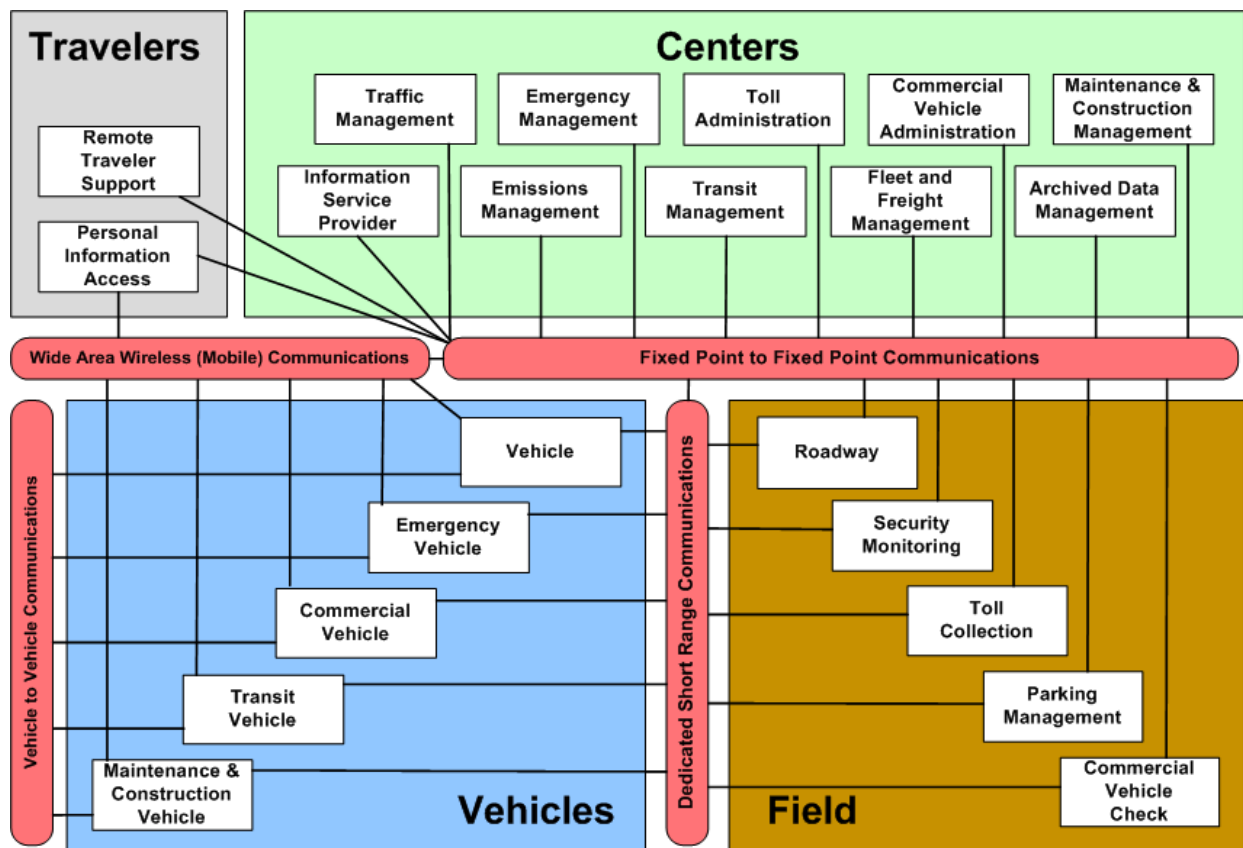 Travelers
Remote
Traveler
Support
Personal
Information
Access
Centers
Traffic
Management
Emergency
Management
Toll
Administration
Commercial
Vehicle
Administration
Maintenance &
Construction
Management
Information
Service
Provider
Emissions
Management
Transit
Management
Fleet and
Freight
Management
Archived Data
Management
Wide Area Wireless (Mobile) Communications
Fixed Point to Fixed Point Communications
Vehicle to Vehicle Communications
Vehicle
Emergency
Vehicle
Commercial
Vehicle
Transit
Vehicle
Maintenance &
Construction
Vehicle
Vehicles
Dedicated Short Range Communications
Roadway
Security
Monitoring
Toll
Collection
Parking
Management
Commercial
Vehicle
Check
Field